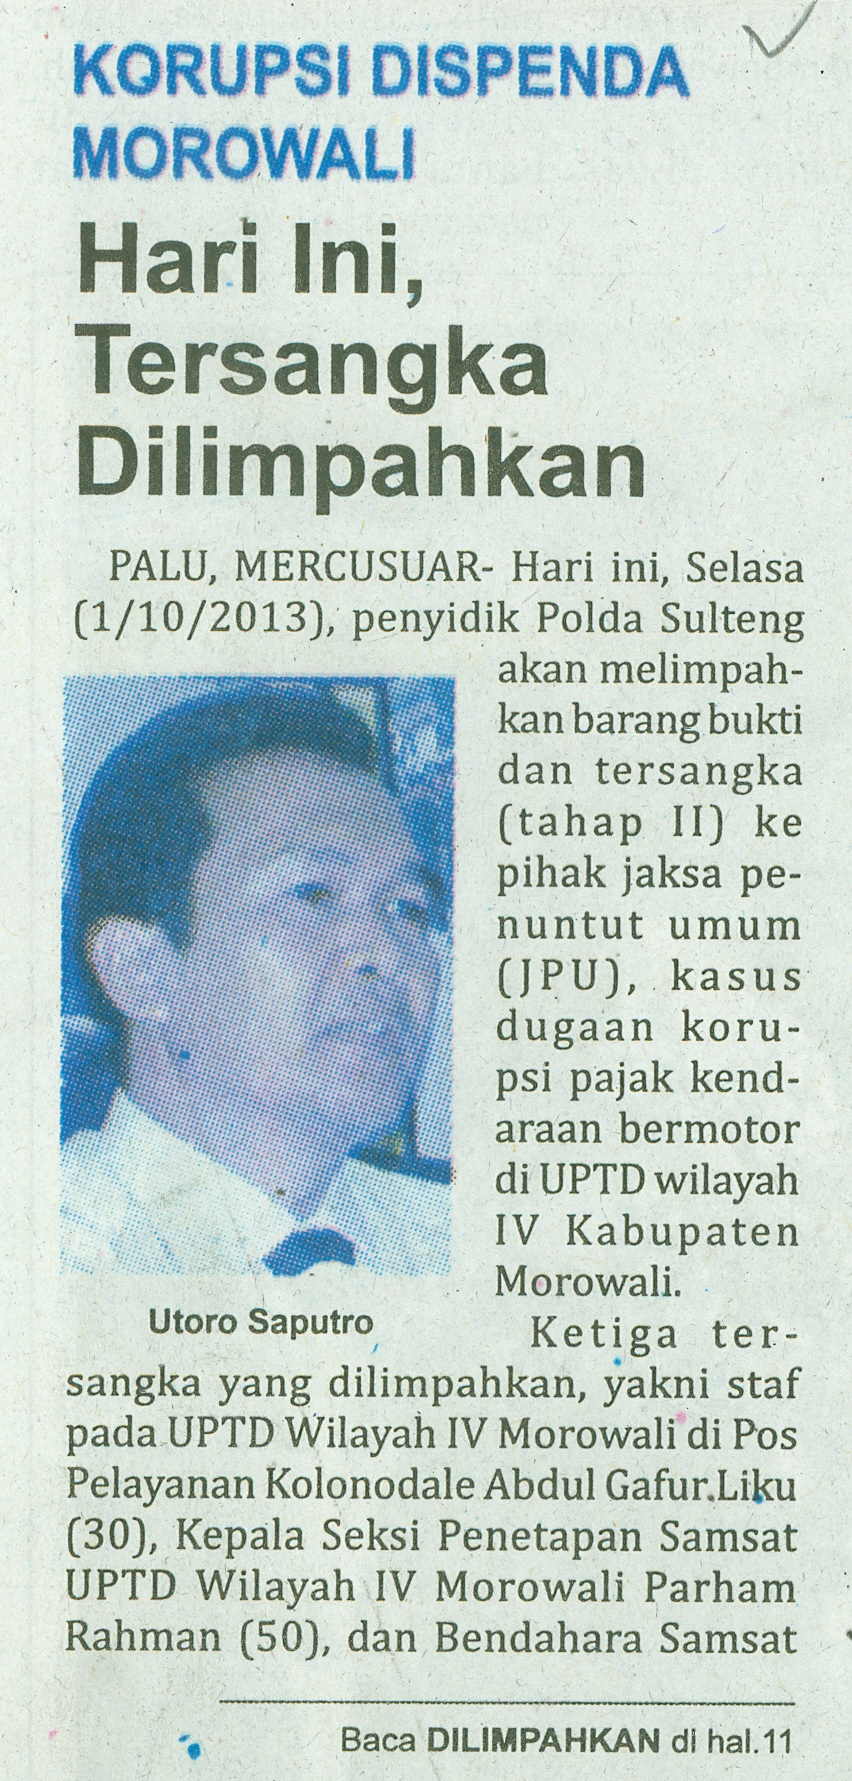 KORUPSI DISPENDA
MOROWALI
Hari Ini,
Tersangka
Dilimpahkan
PALU, MERCUSUAR- Hari ini, Selasa
(1/10/2013), penyidik Polda Sulteng
akan melimpah-
kan barang bukti
dan tersangka
(tahap II) ke
pihak jaksa pe-
nuntut umum
(JPU), kasus
dugaan koru-
psi pajak kend-
araan bermotor
di UPTD wilayah
IV Kabupaten
Morowali.
Utoro Saputro
Ketiga ter-
sangka yang dilimpahkan, yakni staf
pada UPTD Wilayah IV Morowali di Pos
Pelayanan Kolonodale Abdul Gafur Liku
(30), Kepala Seksi Penetapan Samsat
UPTD Wilayah IV Morowali Parham
Rahman (50), dan Bendahara Samsat
Baca DILIMPAHKAN di hal.11